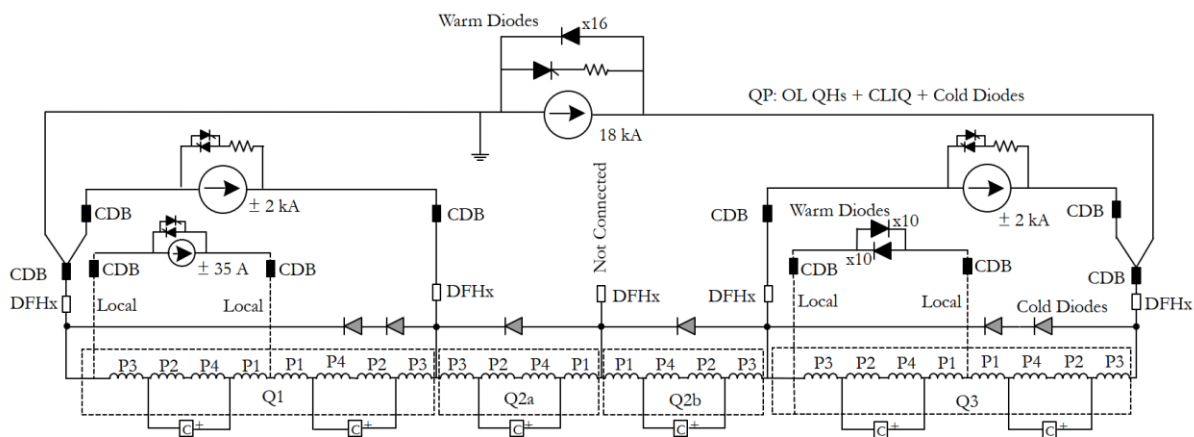 Warm Diodes
x16
QP: OL QHs + CLIQ + Cold Diodes
18 kA
± 2 kA
± 2 kA
CDB
CDB
Not Connected
CDB
Warm Diodes
x10
CDB
± 35 A
x10
CDB
CDB
CDB
CDB
CDB
CDB
DFHx
Local
Local
DFHx
DFHx
DFHx
Local
Local
Cold Diodes
DFHx
P3 P2 P4 P1 P1 P4 P2 P3 P3 P2 P4 P1 P1 P4 P2 P3 P3 P2 P4 P1 P1 P4 P2 P3
Q1 Q2a Q2b Q3
C + C + C + C + C + C +